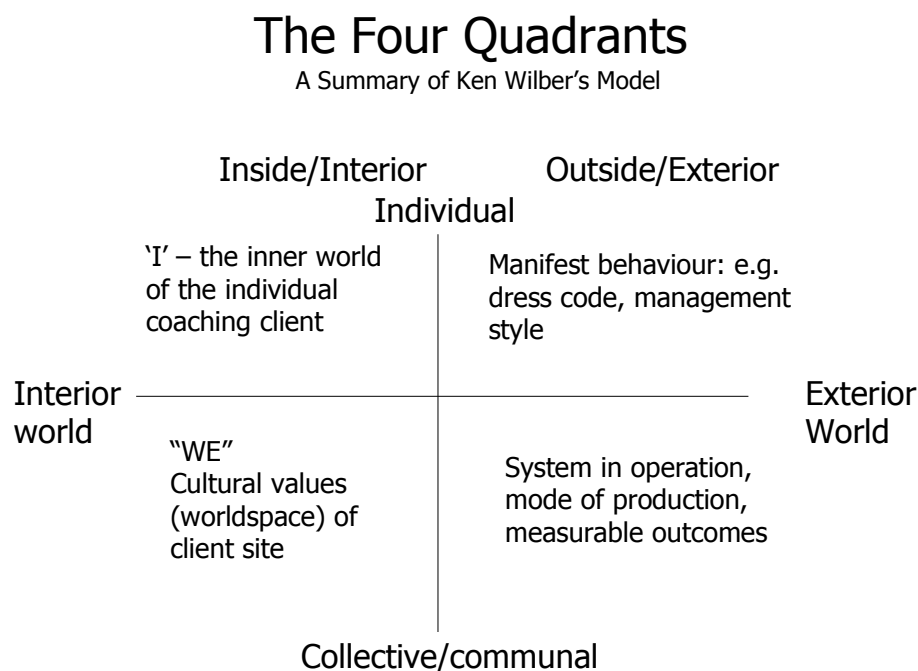 The Four Quadrants
A Summary of Ken Wilber’s Model
Inside/Interior
Outside/Exterior
Individual
‘I’ – the inner world
of the individual
coaching client
Manifest behaviour: e.g.
dress code, management
style
Interior
world
Exterior
World
“WE”
Cultural values
(worldspace) of
client site
System in operation,
mode of production,
measurable outcomes
Collective/communal